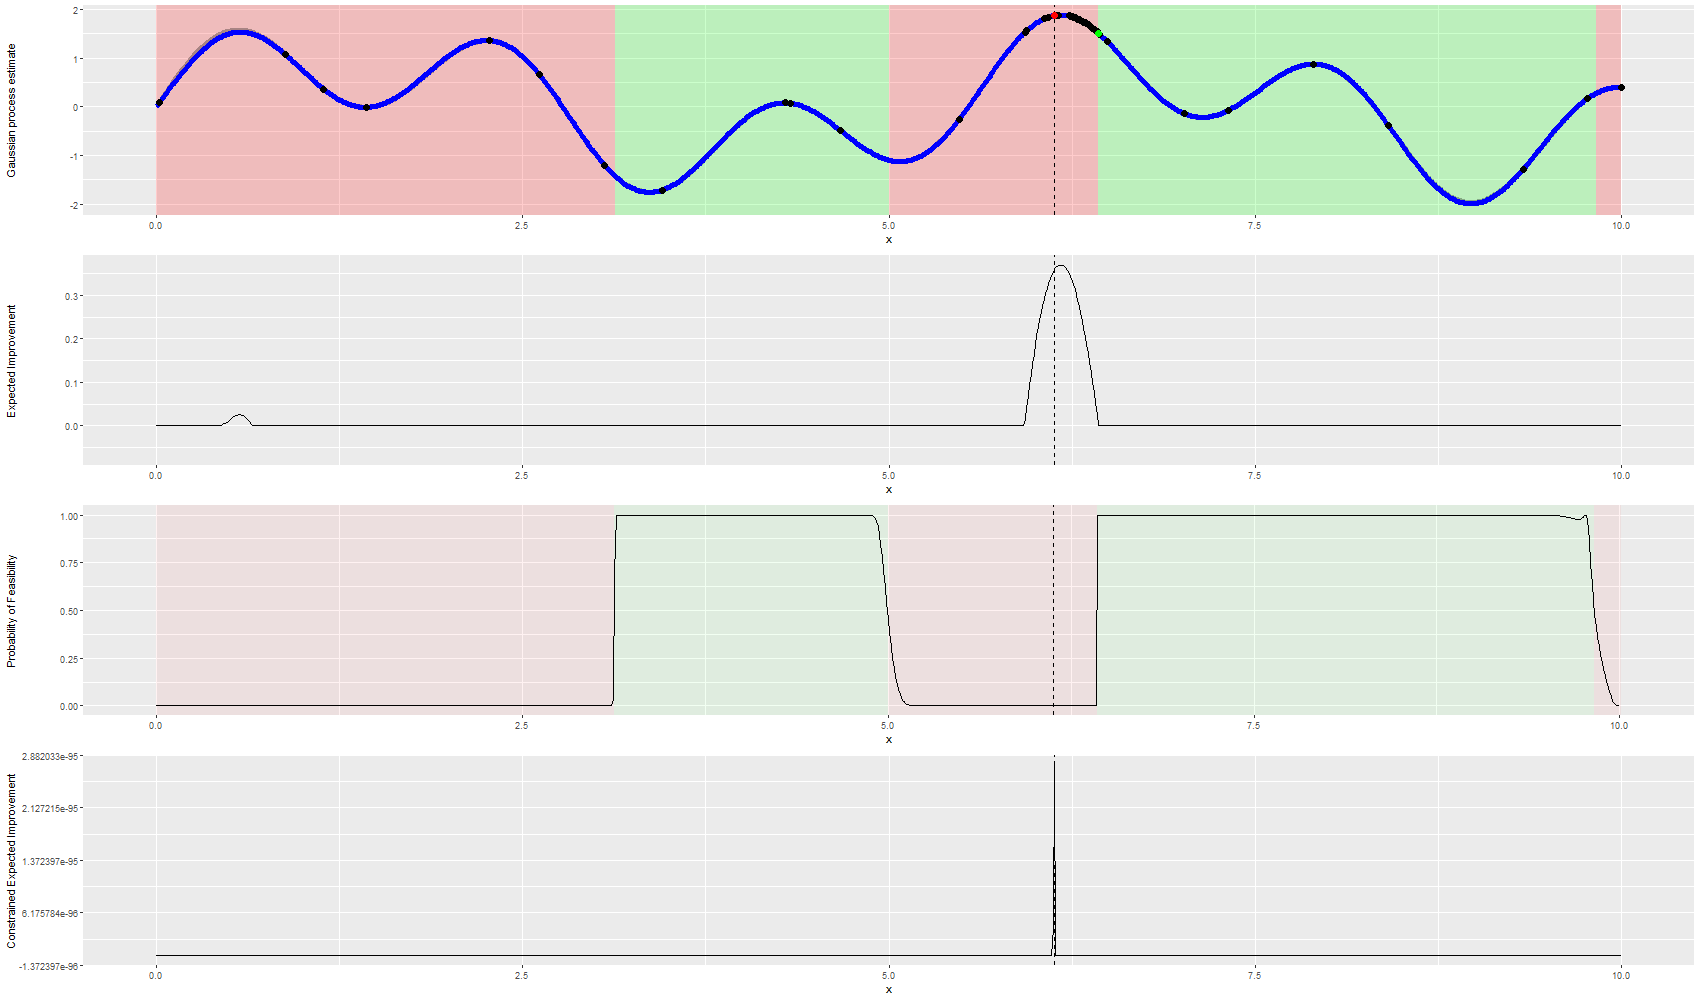 Gaussian process estimate
2
1
0
-1
-2
0.0 2.5 5.0 7.5 10.0
x
Expected Improvement
0.3
0.2
0.1
0.0
0.0 2.5 5.0 7.5 10.0
x
Probability of Feasibility
1.00
0.75
0.50
0.25
0.00
0.0 2.5 5.0 7.5 10.0
x
Constrained Expected Improvement
2.882033e-95
2.127215e-95
1.372397e-95
6.175784e-96
-1.372397e-96
0.0 2.5 5.0 7.5 10.0
x